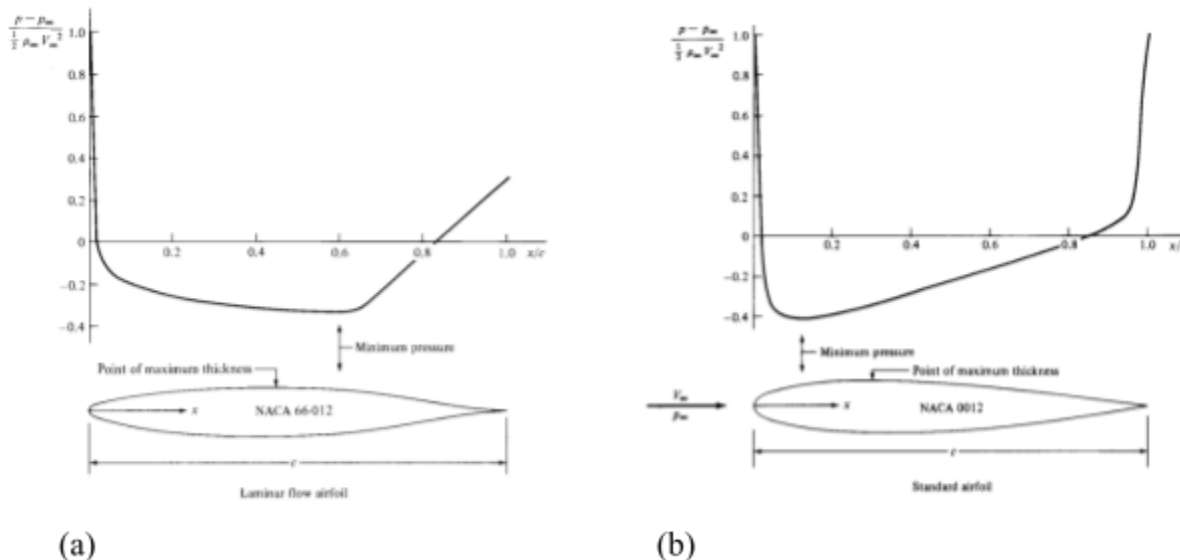 p − p∞
½ ρ∞ V∞²
1.0
0.8
0.6
0.4
0.2
0
−0.2
−0.4
0.2
0.4
0.6
0.8
1.0
x/c
Minimum pressure
Point of maximum thickness
x
NACA 66-012
c
Laminar flow airfoil
(a)
p − p∞
½ ρ∞ V∞²
1.0
0.8
0.6
0.4
0.2
0
−0.2
−0.4
0.2
0.4
0.6
0.8
1.0
x/c
Minimum pressure
Point of maximum thickness
V∞
p∞
x
NACA 0012
c
Standard airfoil
(b)